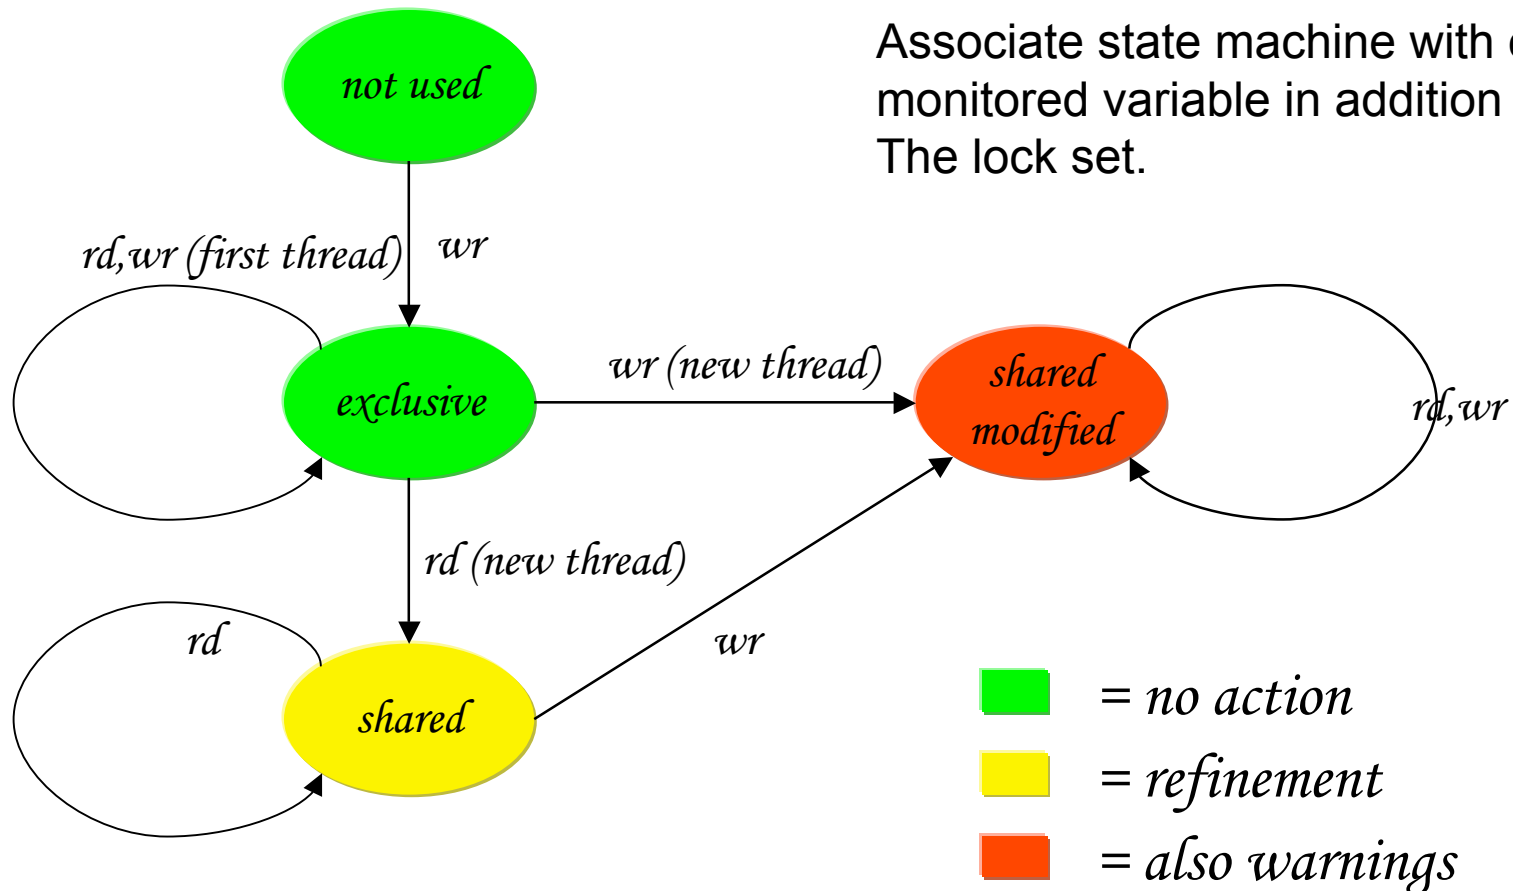 Associate state machine with
monitored variable in addition
The lock set.
not used
rd,wr (first thread)
wr
exclusive
wr (new thread)
shared
modified
rd,wr
rd (new thread)
rd
shared
wr
= no action
= refinement
= also warnings